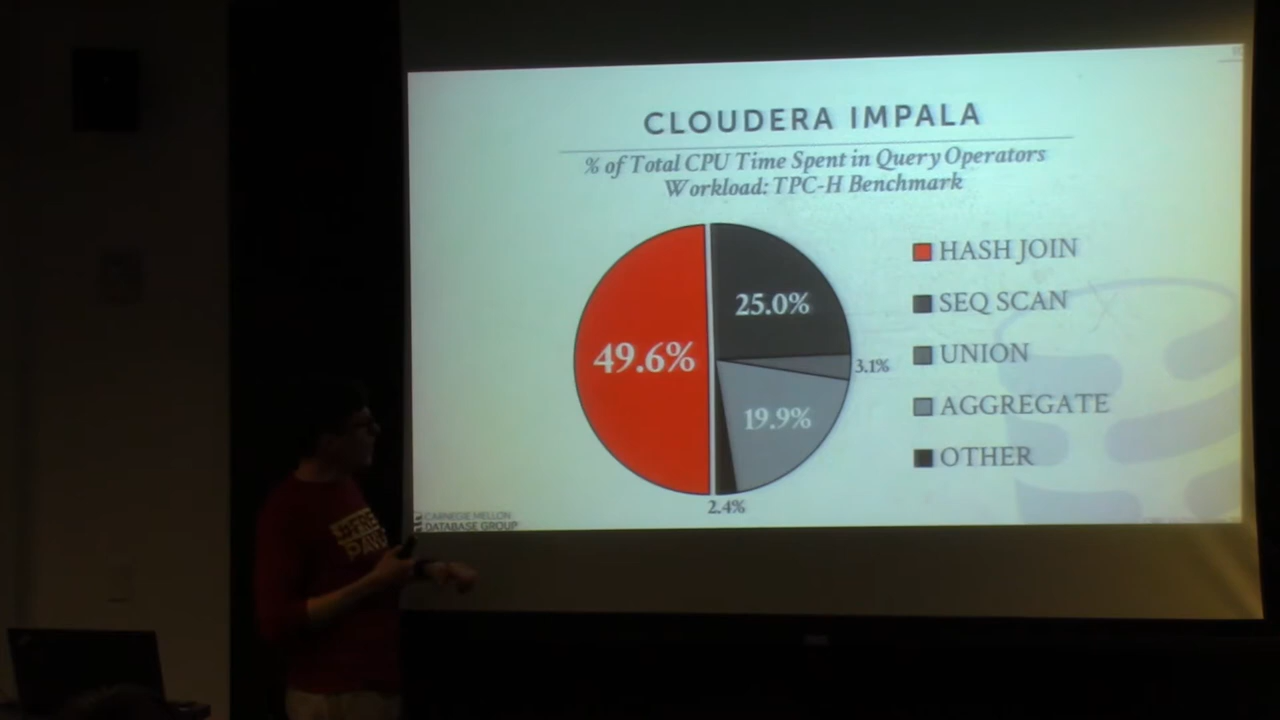 CLOUDERA IMPALA
% of Total CPU Time Spent in Query Operators
Workload: TPC-H Benchmark
HASH JOIN
SEQ SCAN
UNION
AGGREGATE
OTHER
25.0%
49.6%
3.1%
19.9%
2.4%
CARNEGIE MELLON
DATABASE GROUP